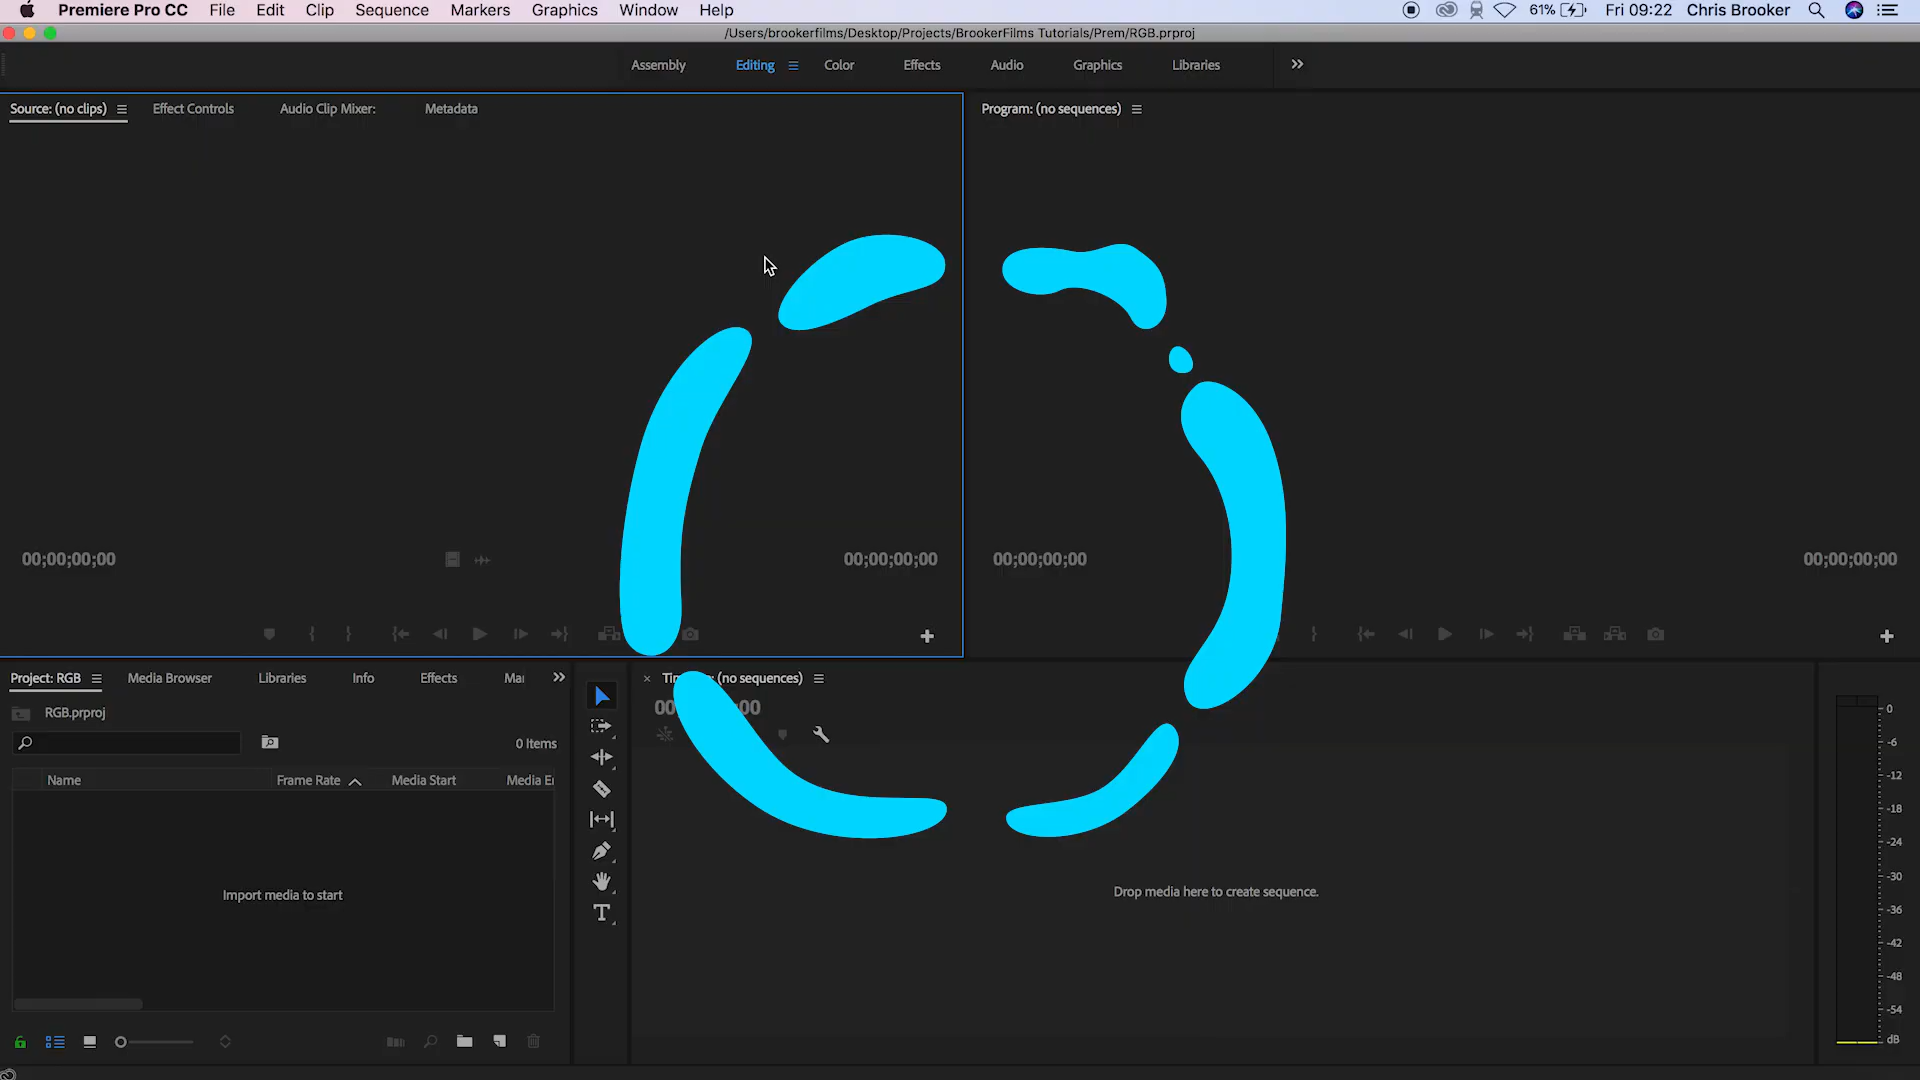 Premiere Pro CC File Edit Clip Sequence Markers Graphics Window Help 61% Fri 09:22 Chris Brooker
/Users/brookerfilms/Desktop/Projects/BrookerFilms Tutorials/Prem/RGB.prproj
Assembly Editing Color Effects Audio Graphics Libraries
Source: (no clips) Effect Controls Audio Clip Mixer: Metadata Program: (no sequences)
00;00;00;00 00;00;00;00 00;00;00;00 00;00;00;00
Project: RGB Media Browser Libraries Info Effects Mar
(no sequences)
RGB.prproj
0 Items
Name Frame Rate Media Start Media En
Import media to start
Drop media here to create sequence.
0
-6
-12
-18
-24
-30
-36
-42
-48
-54
dB